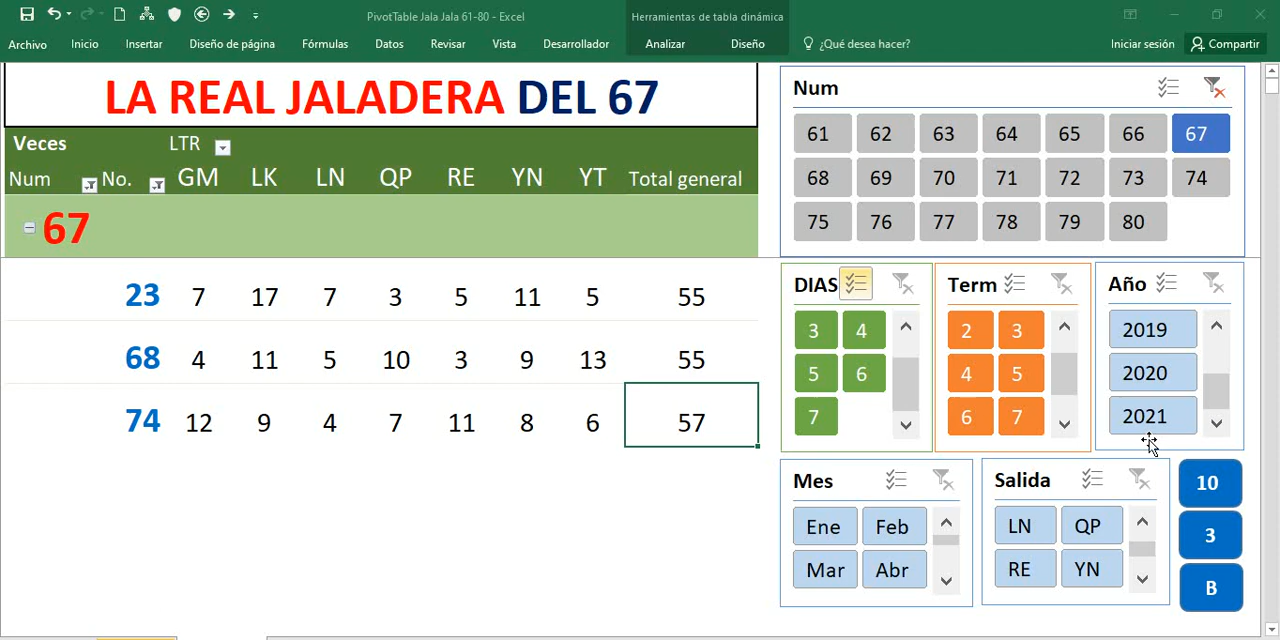 PivotTable Jala Jala 61-80 - Excel
Herramientas de tabla dinámica
Archivo Inicio Insertar Diseño de página Fórmulas Datos Revisar Vista Desarrollador Analizar Diseño ¿Qué desea hacer? Iniciar sesión Compartir
LA REAL JALADERA DEL 67
Veces LTR
Num No. GM LK LN QP RE YN YT Total general
67
23 7 17 7 3 5 11 5 55
68 4 11 5 10 3 9 13 55
74 12 9 4 7 11 8 6 57
Num
61 62 63 64 65 66 67
68 69 70 71 72 73 74
75 76 77 78 79 80
DIAS
3 4
5 6
7
Term
2 3
4 5
6 7
Año
2019
2020
2021
Mes
Ene Feb
Mar Abr
Salida
LN QP
RE YN
10
3
B